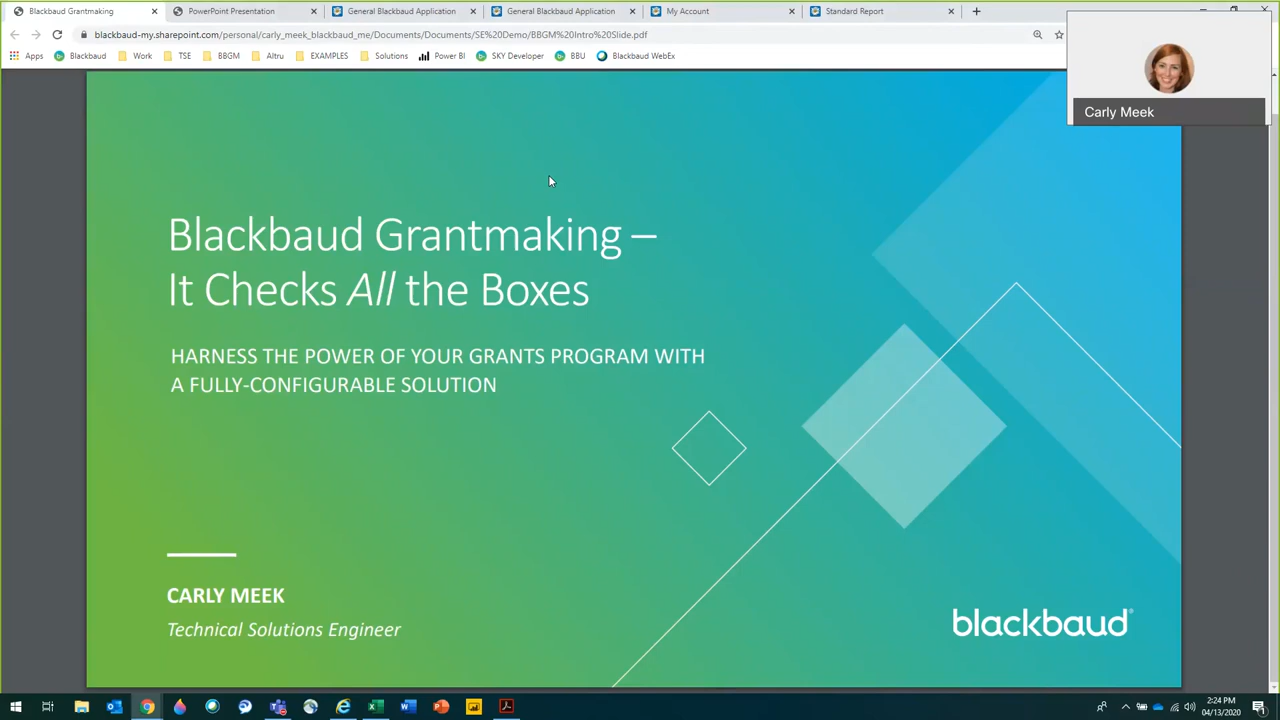 Blackbaud Grantmaking
PowerPoint Presentation
General Blackbaud Application
General Blackbaud Application
My Account
Standard Report
blackbaud-my.sharepoint.com/personal/carly_meek_blackbaud_me/Documents/Documents/SE%20Demo/BBGM%20Intro%20Slide.pdf
Apps
Blackbaud
Work
TSE
BBGM
Altru
EXAMPLES
Solutions
Power BI
SKY Developer
BBU
Blackbaud WebEx
Carly Meek
Blackbaud Grantmaking –
It Checks All the Boxes
HARNESS THE POWER OF YOUR GRANTS PROGRAM WITH
A FULLY-CONFIGURABLE SOLUTION
CARLY MEEK
Technical Solutions Engineer
blackbaud®
2:24 PM
04/13/2020